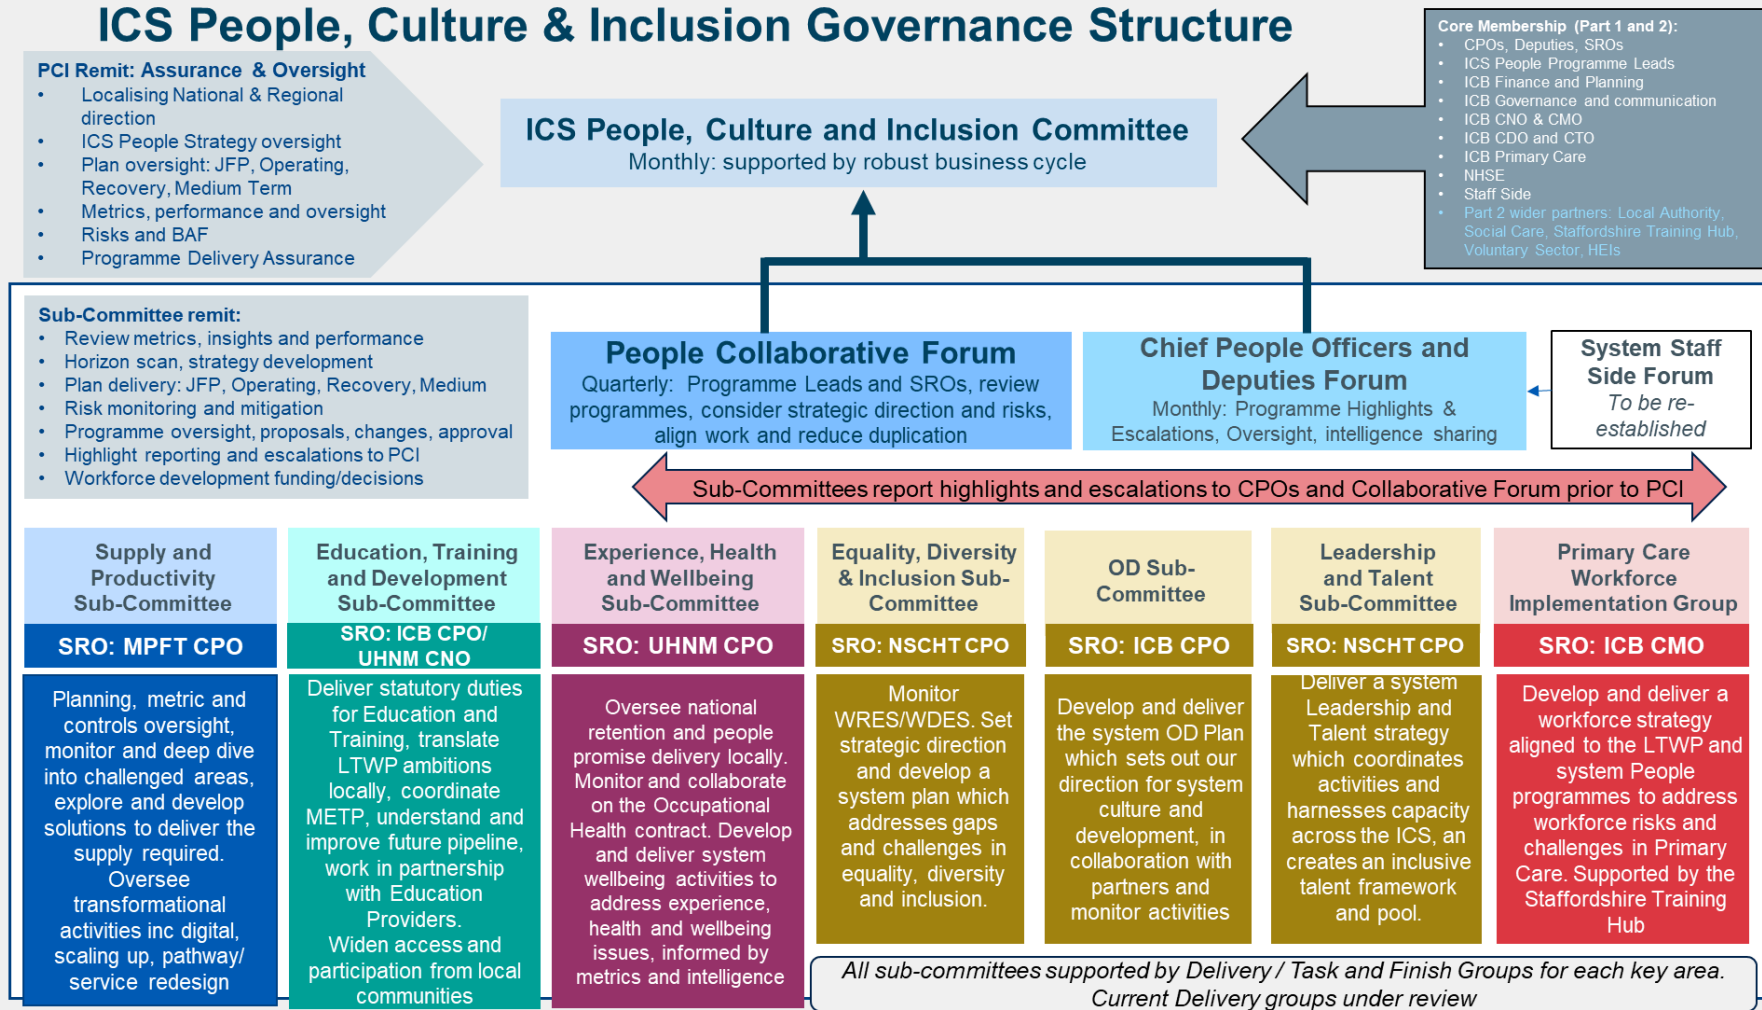 ICS People, Culture & Inclusion Governance Structure
PCI Remit: Assurance & Oversight
• Localising National & Regional
direction
• ICS People Strategy oversight
• Plan oversight: JFP, Operating,
Recovery, Medium Term
• Metrics, performance and oversight
• Risks and BAF
• Programme Delivery Assurance
ICS People, Culture and Inclusion Committee
Monthly: supported by robust business cycle
Core Membership (Part 1 and 2):
• CPOs, Deputies, SROs
• ICS People Programme Leads
• ICB Finance and Planning
• ICB Governance and communication
• ICB CNO & CMO
• ICB CDO and CTO
• ICB Primary Care
• NHSE
• Staff Side
• Part 2 wider partners: Local Authority,
Social Care, Staffordshire Training Hub,
Voluntary Sector, HEIs
Sub-Committee remit:
• Review metrics, insights and performance
• Horizon scan, strategy development
• Plan delivery: JFP, Operating, Recovery, Medium
• Risk monitoring and mitigation
• Programme oversight, proposals, changes, approval
• Highlight reporting and escalations to PCI
• Workforce development funding/decisions
People Collaborative Forum
Quarterly: Programme Leads and SROs, review
programmes, consider strategic direction and risks,
align work and reduce duplication
Chief People Officers and
Deputies Forum
Monthly: Programme Highlights &
Escalations, Oversight, intelligence sharing
System Staff
Side Forum
To be re-
established
Sub-Committees report highlights and escalations to CPOs and Collaborative Forum prior to PCI
Supply and
Productivity
Sub-Committee
SRO: MPFT CPO
Planning, metric and
controls oversight,
monitor and deep dive
into challenged areas,
explore and develop
solutions to deliver the
supply required.
Oversee
transformational
activities inc digital,
scaling up, pathway/
service redesign
Education, Training
and Development
Sub-Committee
SRO: ICB CPO/
UHNM CNO
Deliver statutory duties
for Education and
Training, translate
LTWP ambitions
locally, coordinate
METP, understand and
improve future pipeline,
work in partnership
with Education
Providers.
Widen access and
participation from local
communities
Experience, Health
and Wellbeing
Sub-Committee
SRO: UHNM CPO
Oversee national
retention and people
promise delivery locally.
Monitor and collaborate
on the Occupational
Health contract. Develop
and deliver system
wellbeing activities to
address experience,
health and wellbeing
issues, informed by
metrics and intelligence
Equality, Diversity
& Inclusion Sub-
Committee
SRO: NSCHT CPO
Monitor
WRES/WDES. Set
strategic direction
and develop a
system plan which
addresses gaps
and challenges in
equality, diversity
and inclusion.
OD Sub-
Committee
SRO: ICB CPO
Develop and deliver
the system OD Plan
which sets out our
direction for system
culture and
development, in
collaboration with
partners and
monitor activities
Leadership
and Talent
Sub-Committee
SRO: NSCHT CPO
Deliver a system
Leadership and
Talent strategy
which coordinates
activities and
harnesses capacity
across the ICS, an
creates an inclusive
talent framework
and pool.
Primary Care
Workforce
Implementation Group
SRO: ICB CMO
Develop and deliver a
workforce strategy
aligned to the LTWP and
system People
programmes to address
workforce risks and
challenges in Primary
Care. Supported by the
Staffordshire Training
Hub
All sub-committees supported by Delivery / Task and Finish Groups for each key area.
Current Delivery groups under review